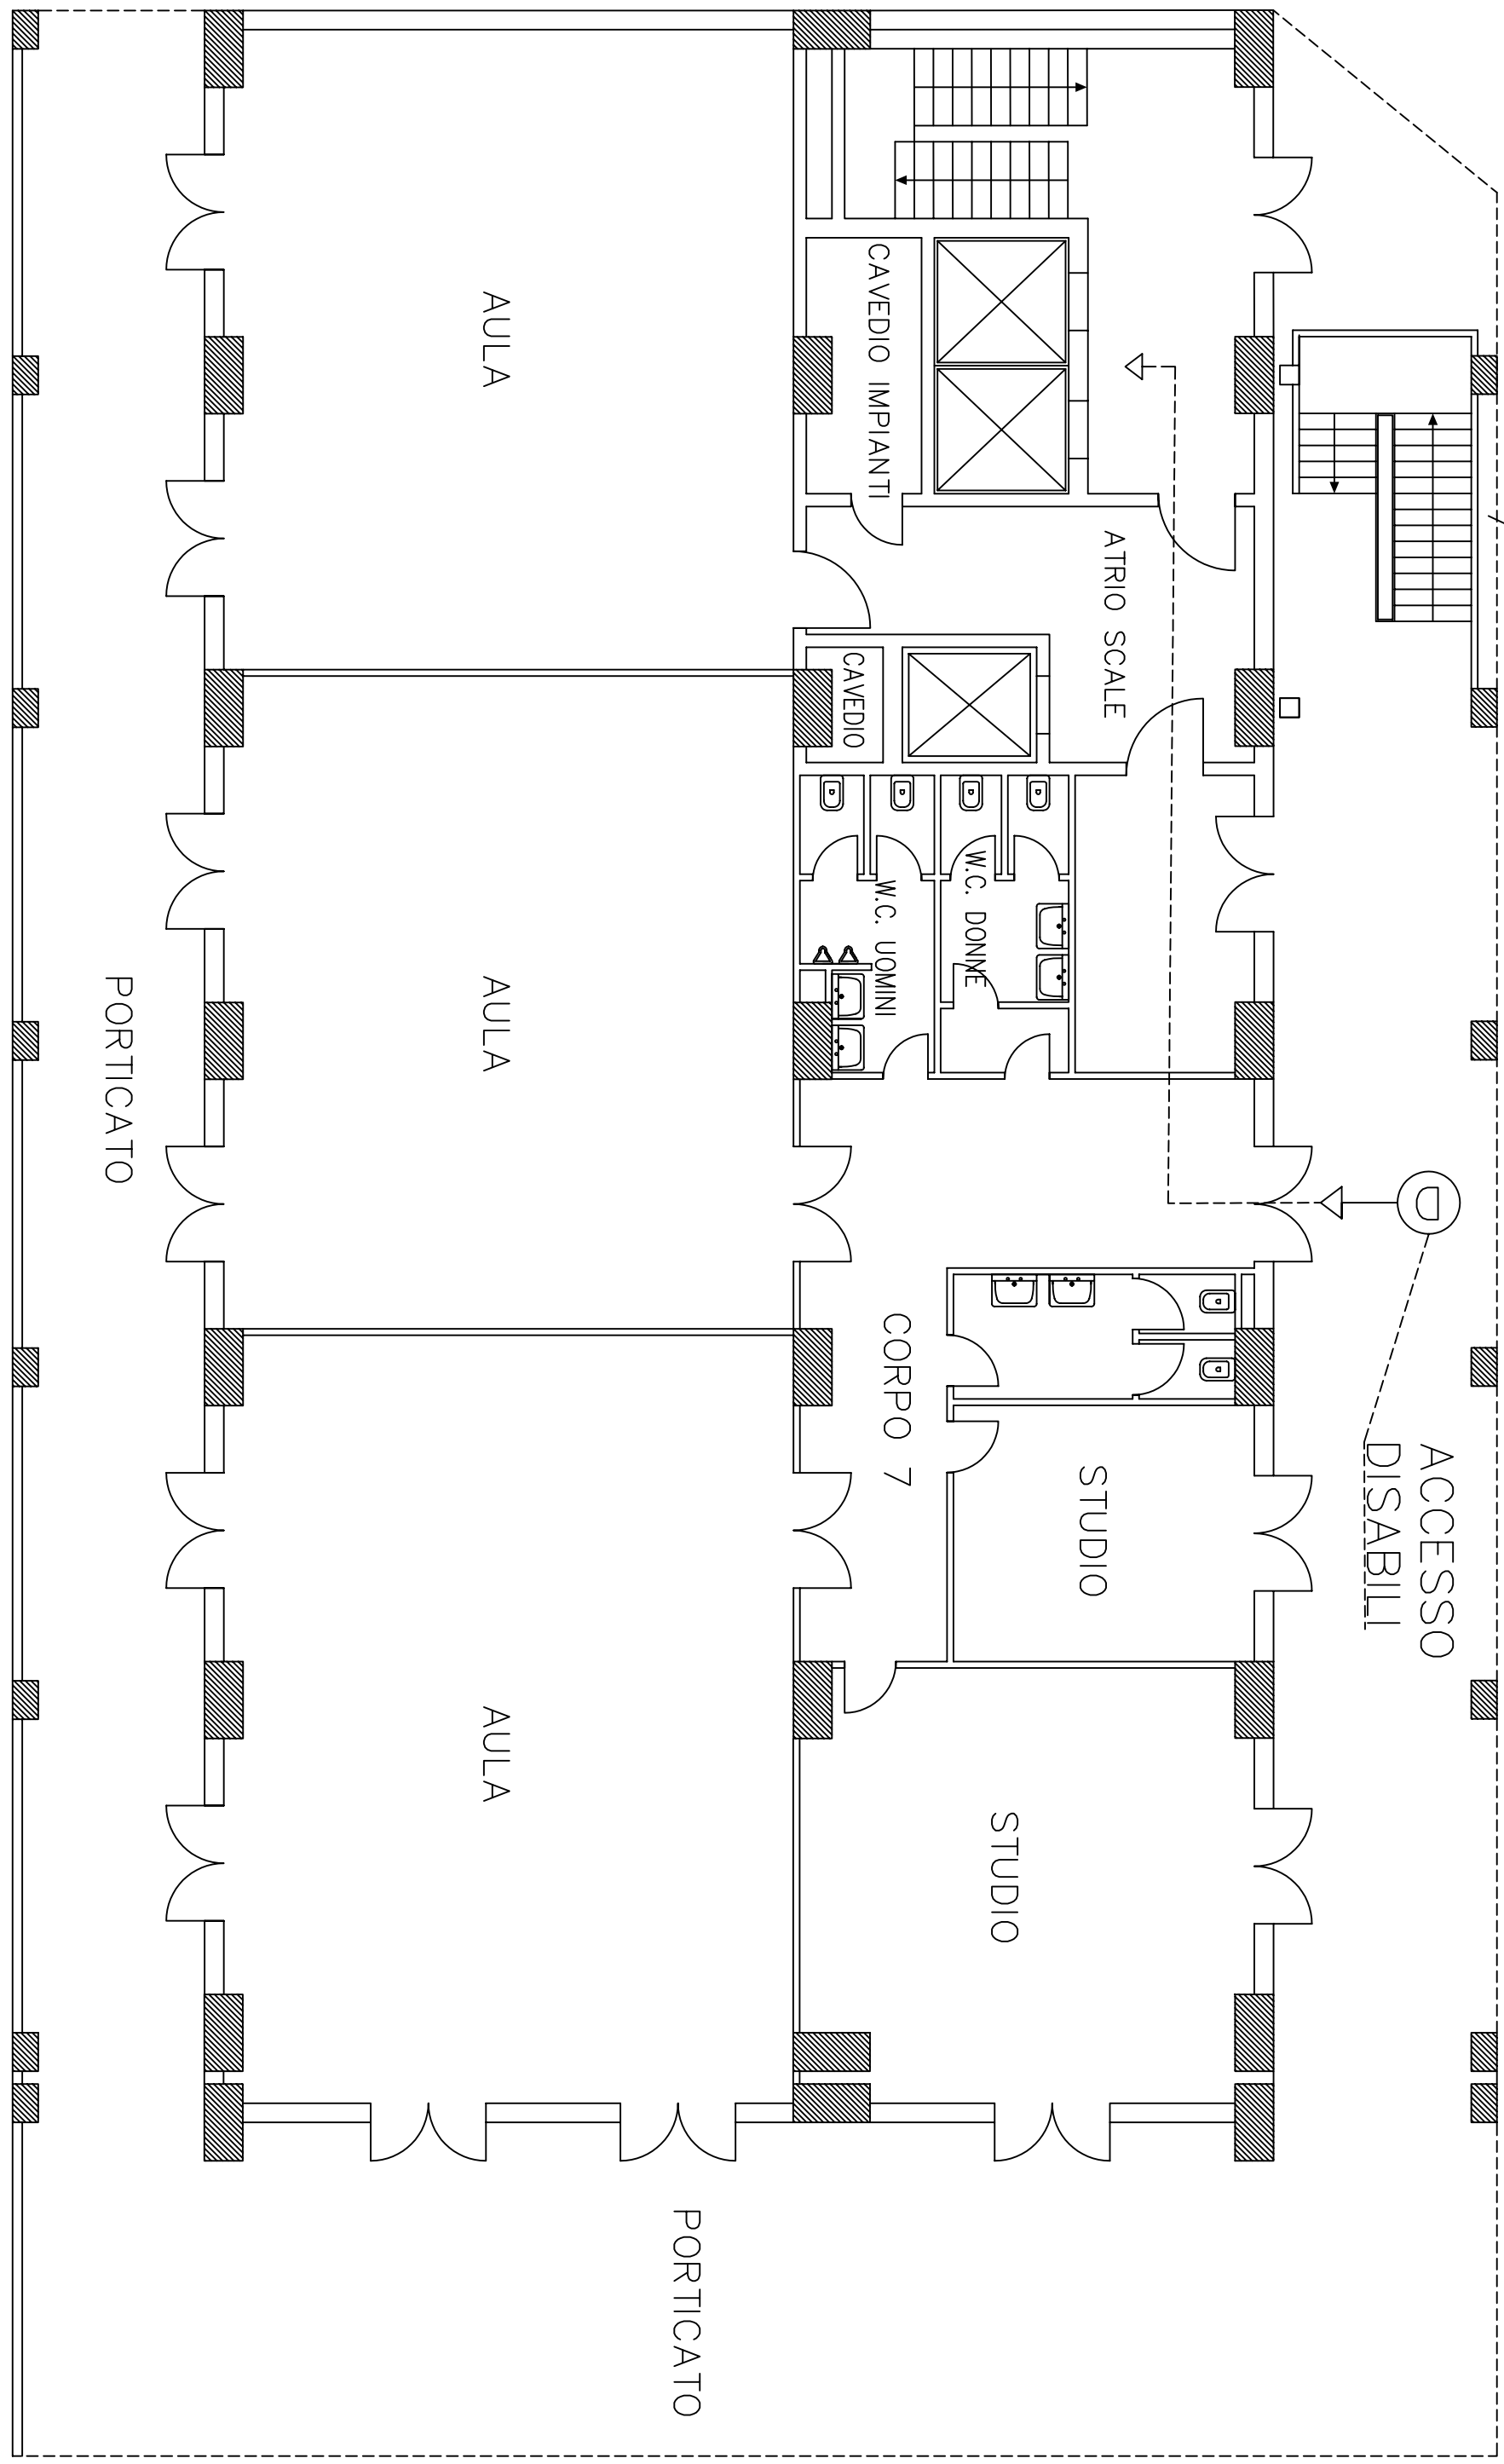 ACCESSO
DISABILI
D
ATRIO SCALE
STUDIO
STUDIO
W.C. DONNE
W.C. UOMINI
CAVEDIO IMPIANTI
CAVEDIO
CORPO 7
AULA
AULA
AULA
PORTICATO
PORTICATO